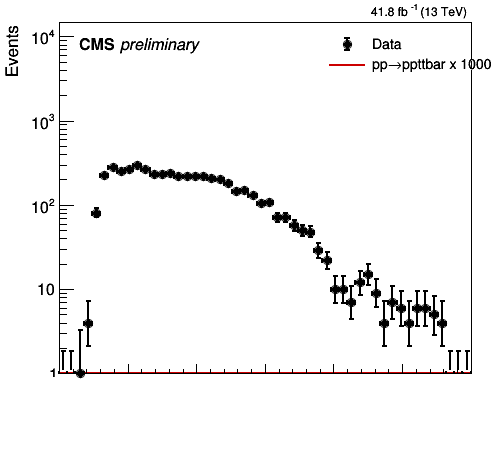 41.8 fb⁻¹ (13 TeV)
CMS preliminary
Data
pp→ppttbar x 1000
Events
10⁴
10³
10²
10
1